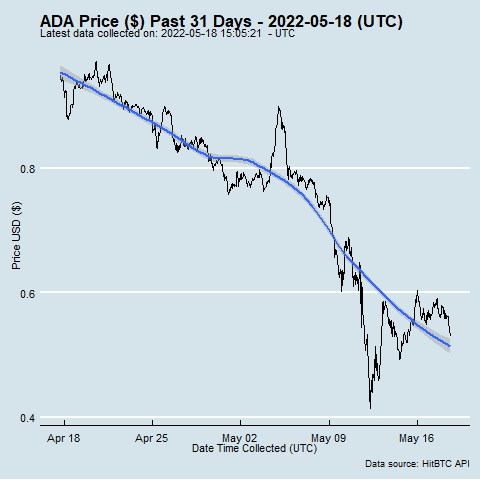 ADA Price ($) Past 31 Days - 2022-05-18 (UTC)
Latest data collected on: 2022-05-18 15:05:21 - UTC
Price USD ($)
0.8
0.6
0.4
Apr 18 Apr 25 May 02 May 09 May 16
Date Time Collected (UTC)
Data source: HitBTC API